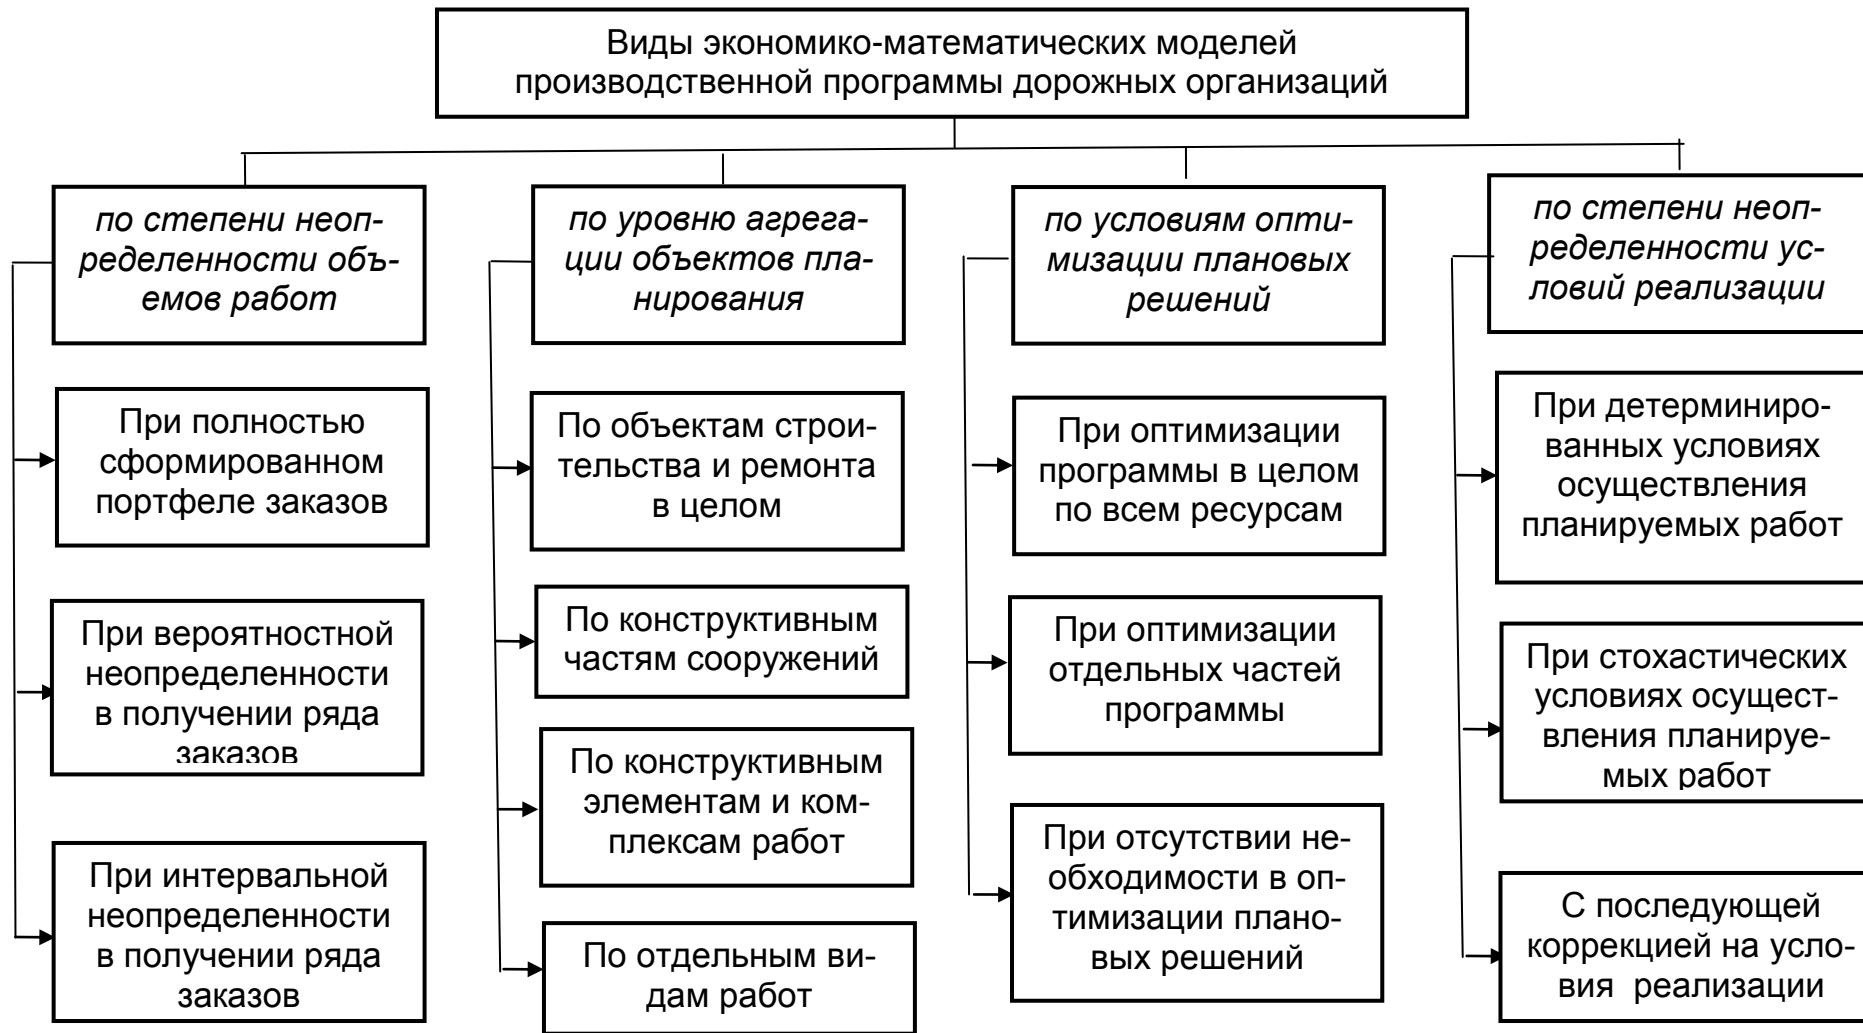 Виды экономико-математических моделей
производственной программы дорожных организаций
по степени неоп-
ределенности объ-
емов работ
При полностью
сформированном
портфеле заказов
При вероятностной
неопределенности
в получении ряда
заказов
При интервальной
неопределенности
в получении ряда
заказов
по уровню агрега-
ции объектов пла-
нирования
По объектам строи-
тельства и ремонта
в целом
По конструктивным
частям сооружений
По конструктивным
элементам и ком-
плексам работ
По отдельным ви-
дам работ
по условиям опти-
мизации плановых
решений
При оптимизации
программы в целом
по всем ресурсам
При оптимизации
отдельных частей
программы
При отсутствии не-
обходимости в оп-
тимизации плано-
вых решений
по степени неоп-
ределенности ус-
ловий реализации
При детерминиро-
ванных условиях
осуществления
планируемых работ
При стохастических
условиях осущест-
вления планируе-
мых работ
С последующей
коррекцией на усло-
вия реализации